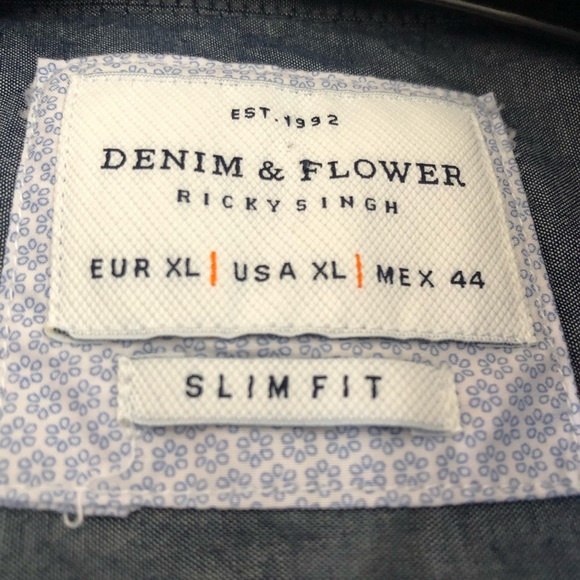 EST. 1992
DENIM & FLOWER
RICKY SINGH
EUR XL | USA XL | MEX 44
SLIM FIT